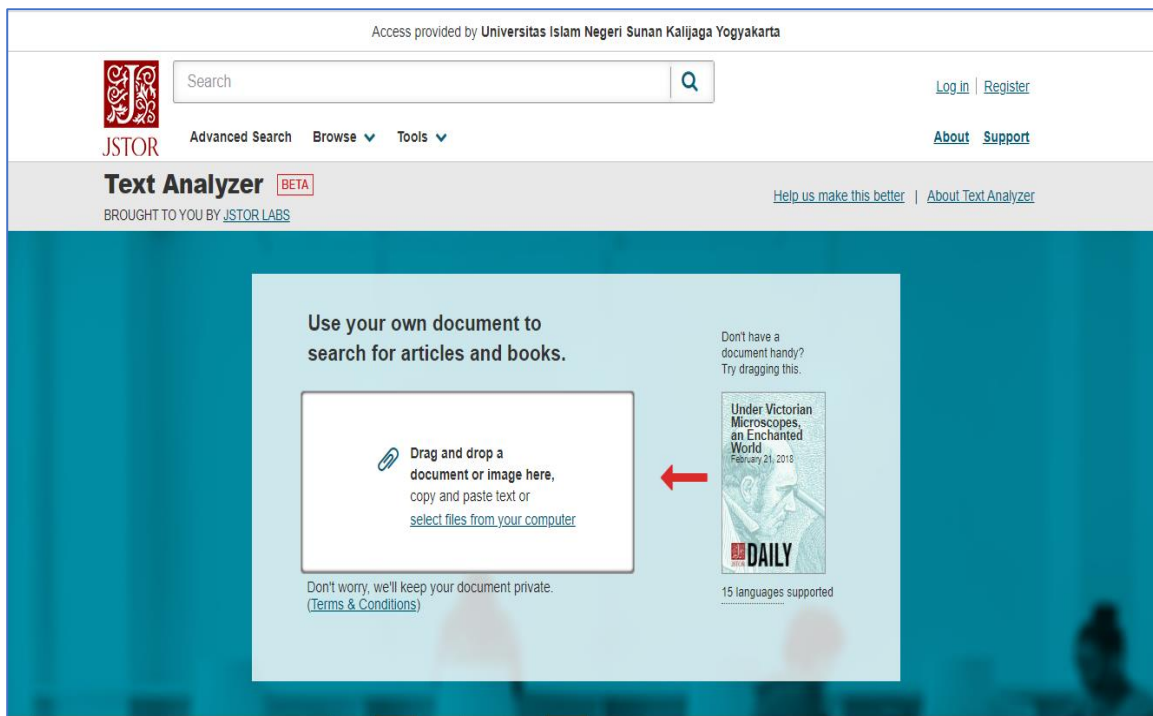 Access provided by Universitas Islam Negeri Sunan Kalijaga Yogyakarta
Search
Log in | Register
JSTOR
Advanced Search Browse Tools
About Support
Text Analyzer BETA
BROUGHT TO YOU BY JSTOR LABS
Help us make this better | About Text Analyzer
Use your own document to
search for articles and books.
Drag and drop a
document or image here,
copy and paste text or
select files from your computer
Don't worry, we'll keep your document private.
(Terms & Conditions)
Don't have a
document handy?
Try dragging this.
Under Victorian
Microscopes,
an Enchanted
World
February 21, 2018
DAILY
15 languages supported